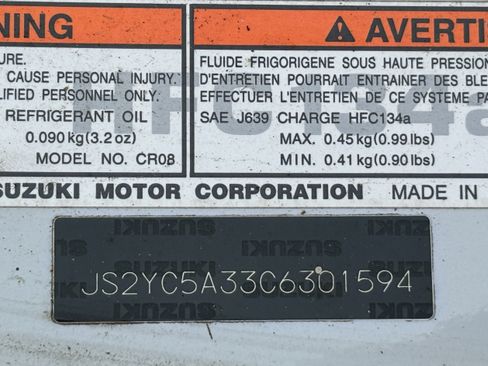 NING
URE.
CAUSE PERSONAL INJURY.
LIFIED PERSONNEL ONLY.
REFRIGERANT OIL
0.090 kg (3.2 oz)
MODEL NO. CR08
AVERTI
FLUIDE FRIGORIGENE SOUS HAUTE PRESSION
D'ENTRETIEN POURRAIT ENTRAINER DES BLE
EFFECTUER L'ENTRETIEN DE CE SYSTEME PA
SAE J639 CHARGE HFC134a
MAX. 0.45 kg (0.99 lbs)
MIN. 0.41 kg (0.90 lbs)
HFC134a
SUZUKI MOTOR CORPORATION MADE IN
JS2YC5A33C6301594